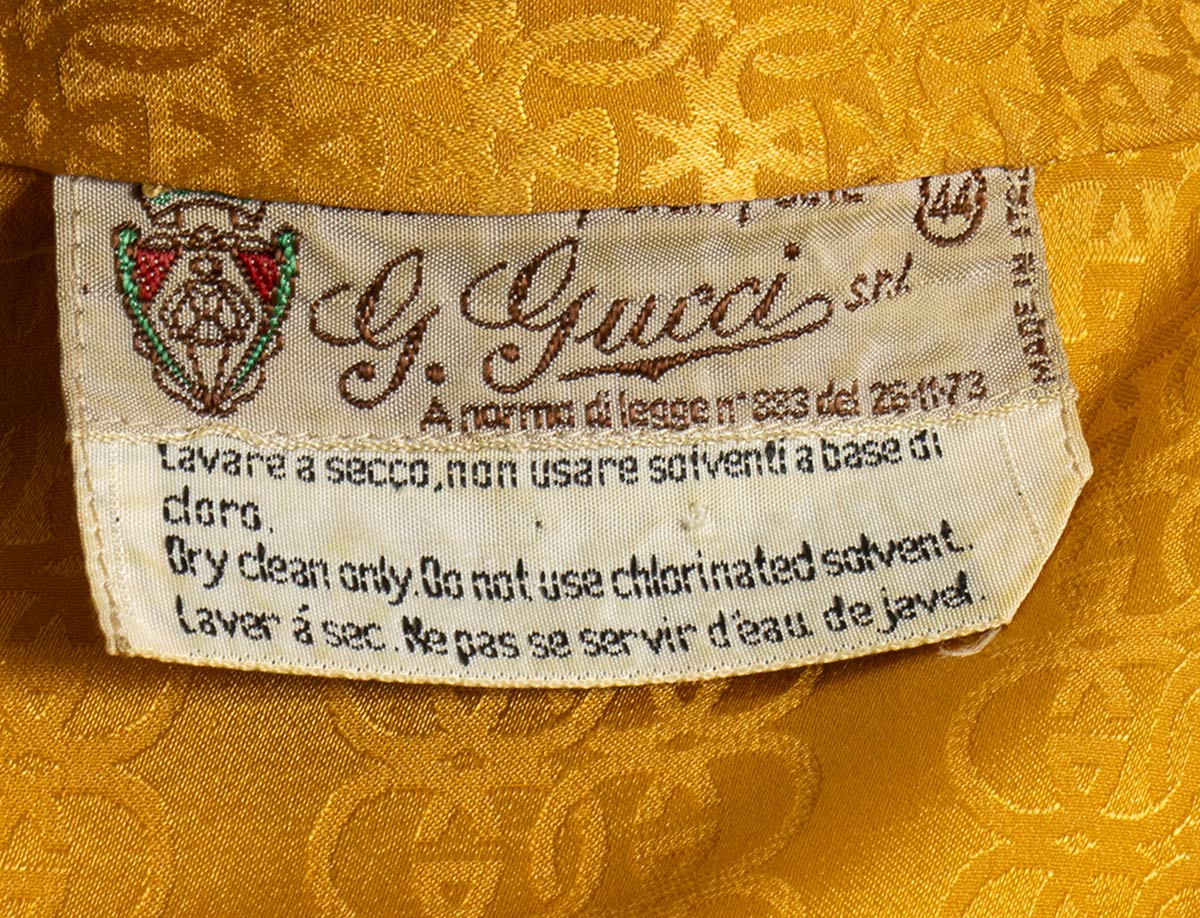 44
G. Gucci srl
MADE IN
A norma di legge n° 883 del 26-11-73
Lavare a secco, non usare solventi a base di
cloro.
Dry clean only. Do not use chlorinated solvent.
Laver á sec. Ne pas se servir d'eau de javel.